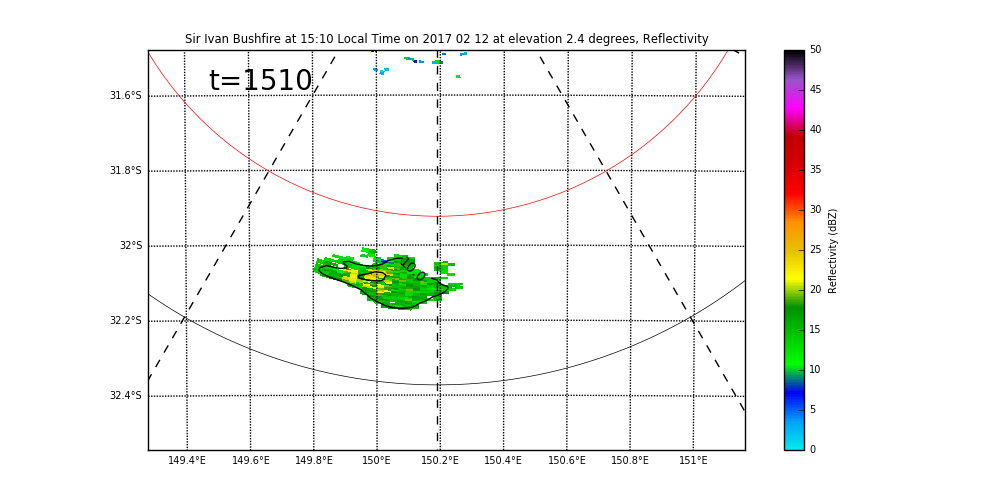 Sir Ivan Bushfire at 15:10 Local Time on 2017 02 12 at elevation 2.4 degrees, Reflectivity
t=1510
31.6°S
31.8°S
32°S
32.2°S
32.4°S
149.4°E 149.6°E 149.8°E 150°E 150.2°E 150.4°E 150.6°E 150.8°E 151°E
50
45
40
35
30
25
20
15
10
5
0
Reflectivity (dBZ)